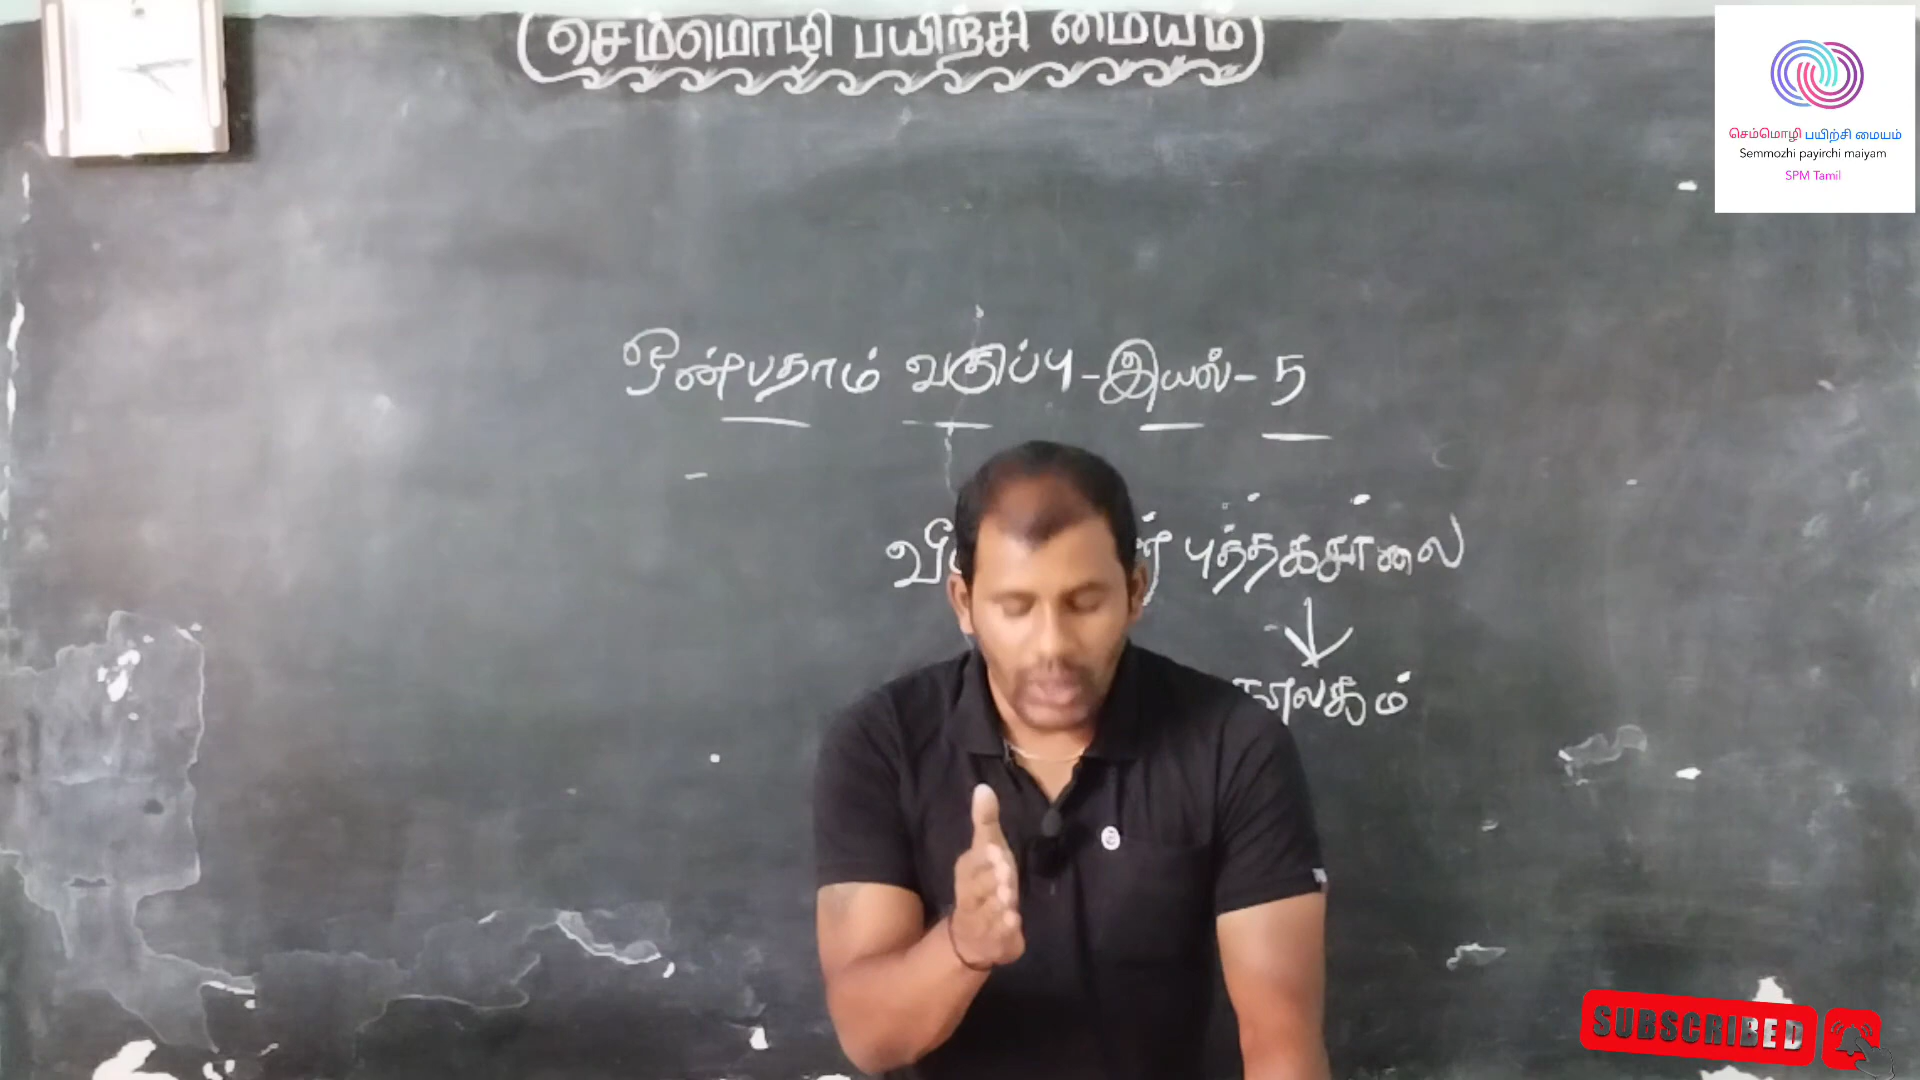 (செம்மொழி பயிற்சி மையம்)
செம்மொழி பயிற்சி மையம்
Semmozhi payirchi maiyam
SPM Tamil
ஒன்பதாம் வகுப்பு - இயல் - 5
புத்தகசாலை
SUBSCRIBED